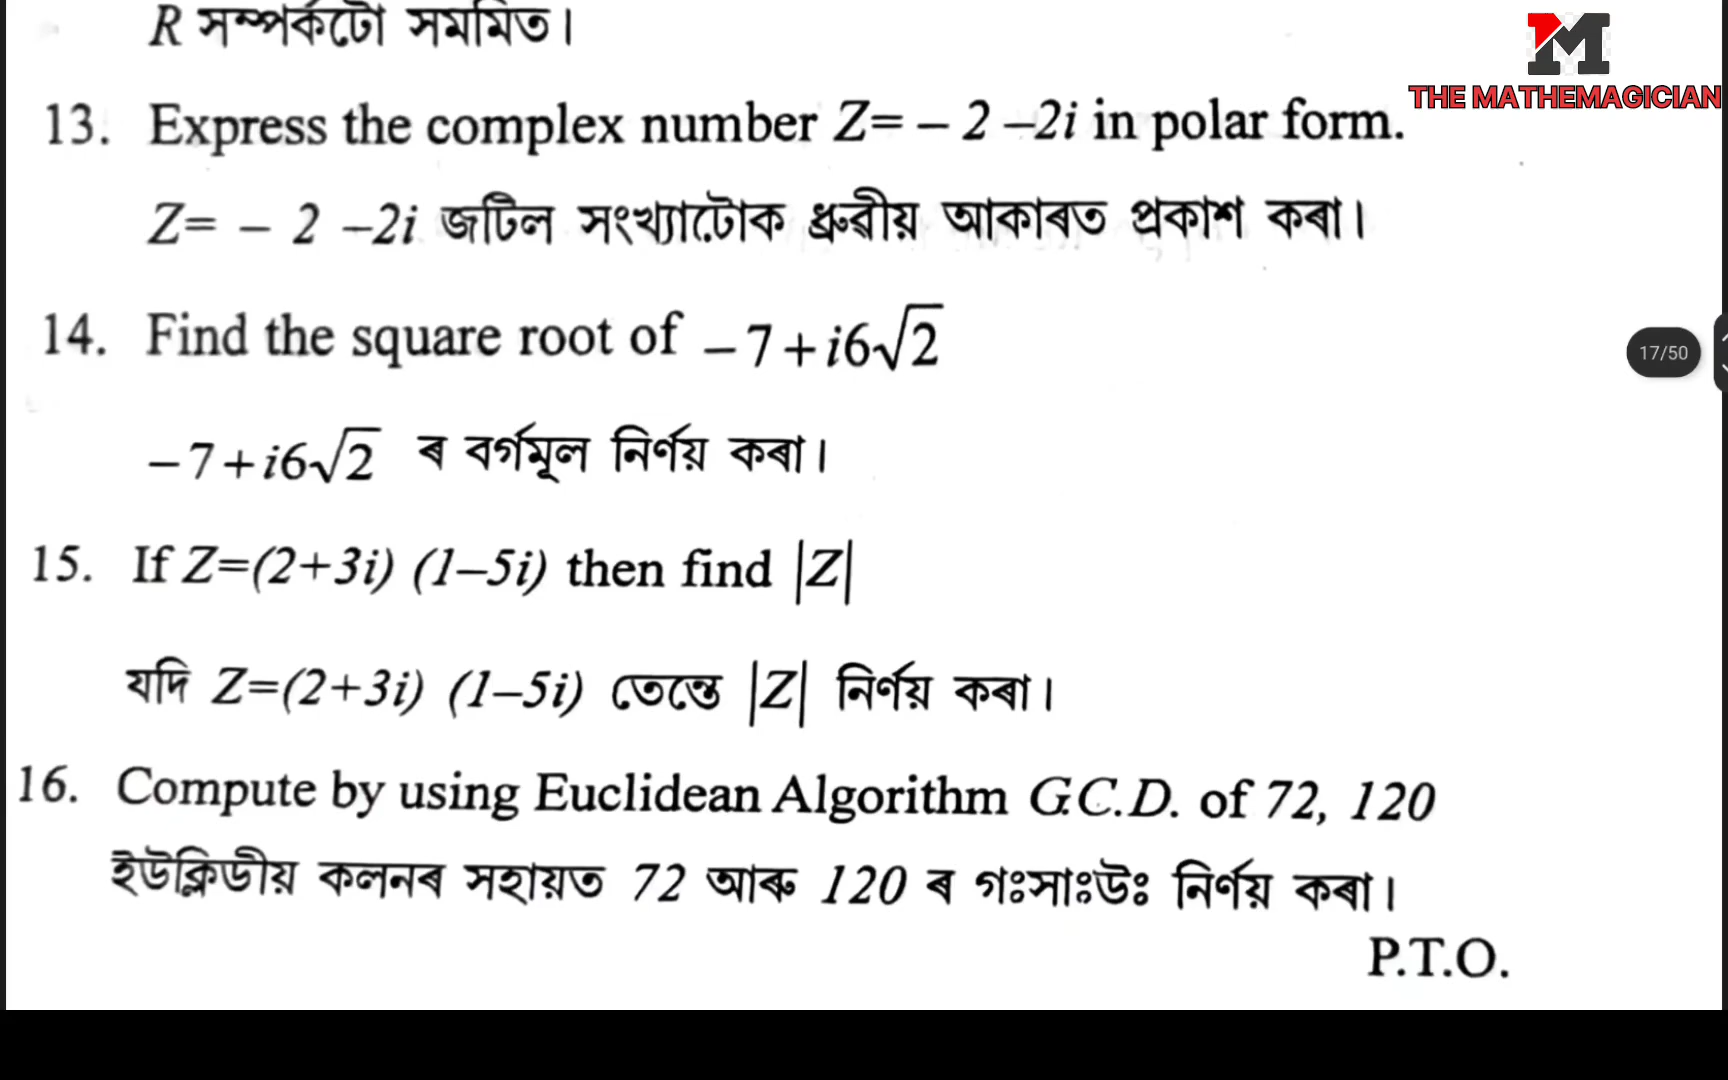 R সম্পৰ্কটো সমমিত।
THE MATHEMAGICIAN
13. Express the complex number Z= – 2 –2i in polar form.
Z= – 2 –2i জটিল সংখ্যাটোক ধ্ৰুৱীয় আকাৰত প্ৰকাশ কৰা।
14. Find the square root of –7+i6√2
17/50
–7+i6√2 ৰ বৰ্গমূল নিৰ্ণয় কৰা।
15. If Z=(2+3i) (1–5i) then find |Z|
যদি Z=(2+3i) (1–5i) তেন্তে |Z| নিৰ্ণয় কৰা।
16. Compute by using Euclidean Algorithm G.C.D. of 72, 120
ইউক্লিডীয় কলনৰ সহায়ত 72 আৰু 120 ৰ গঃসাঃউঃ নিৰ্ণয় কৰা।
P.T.O.